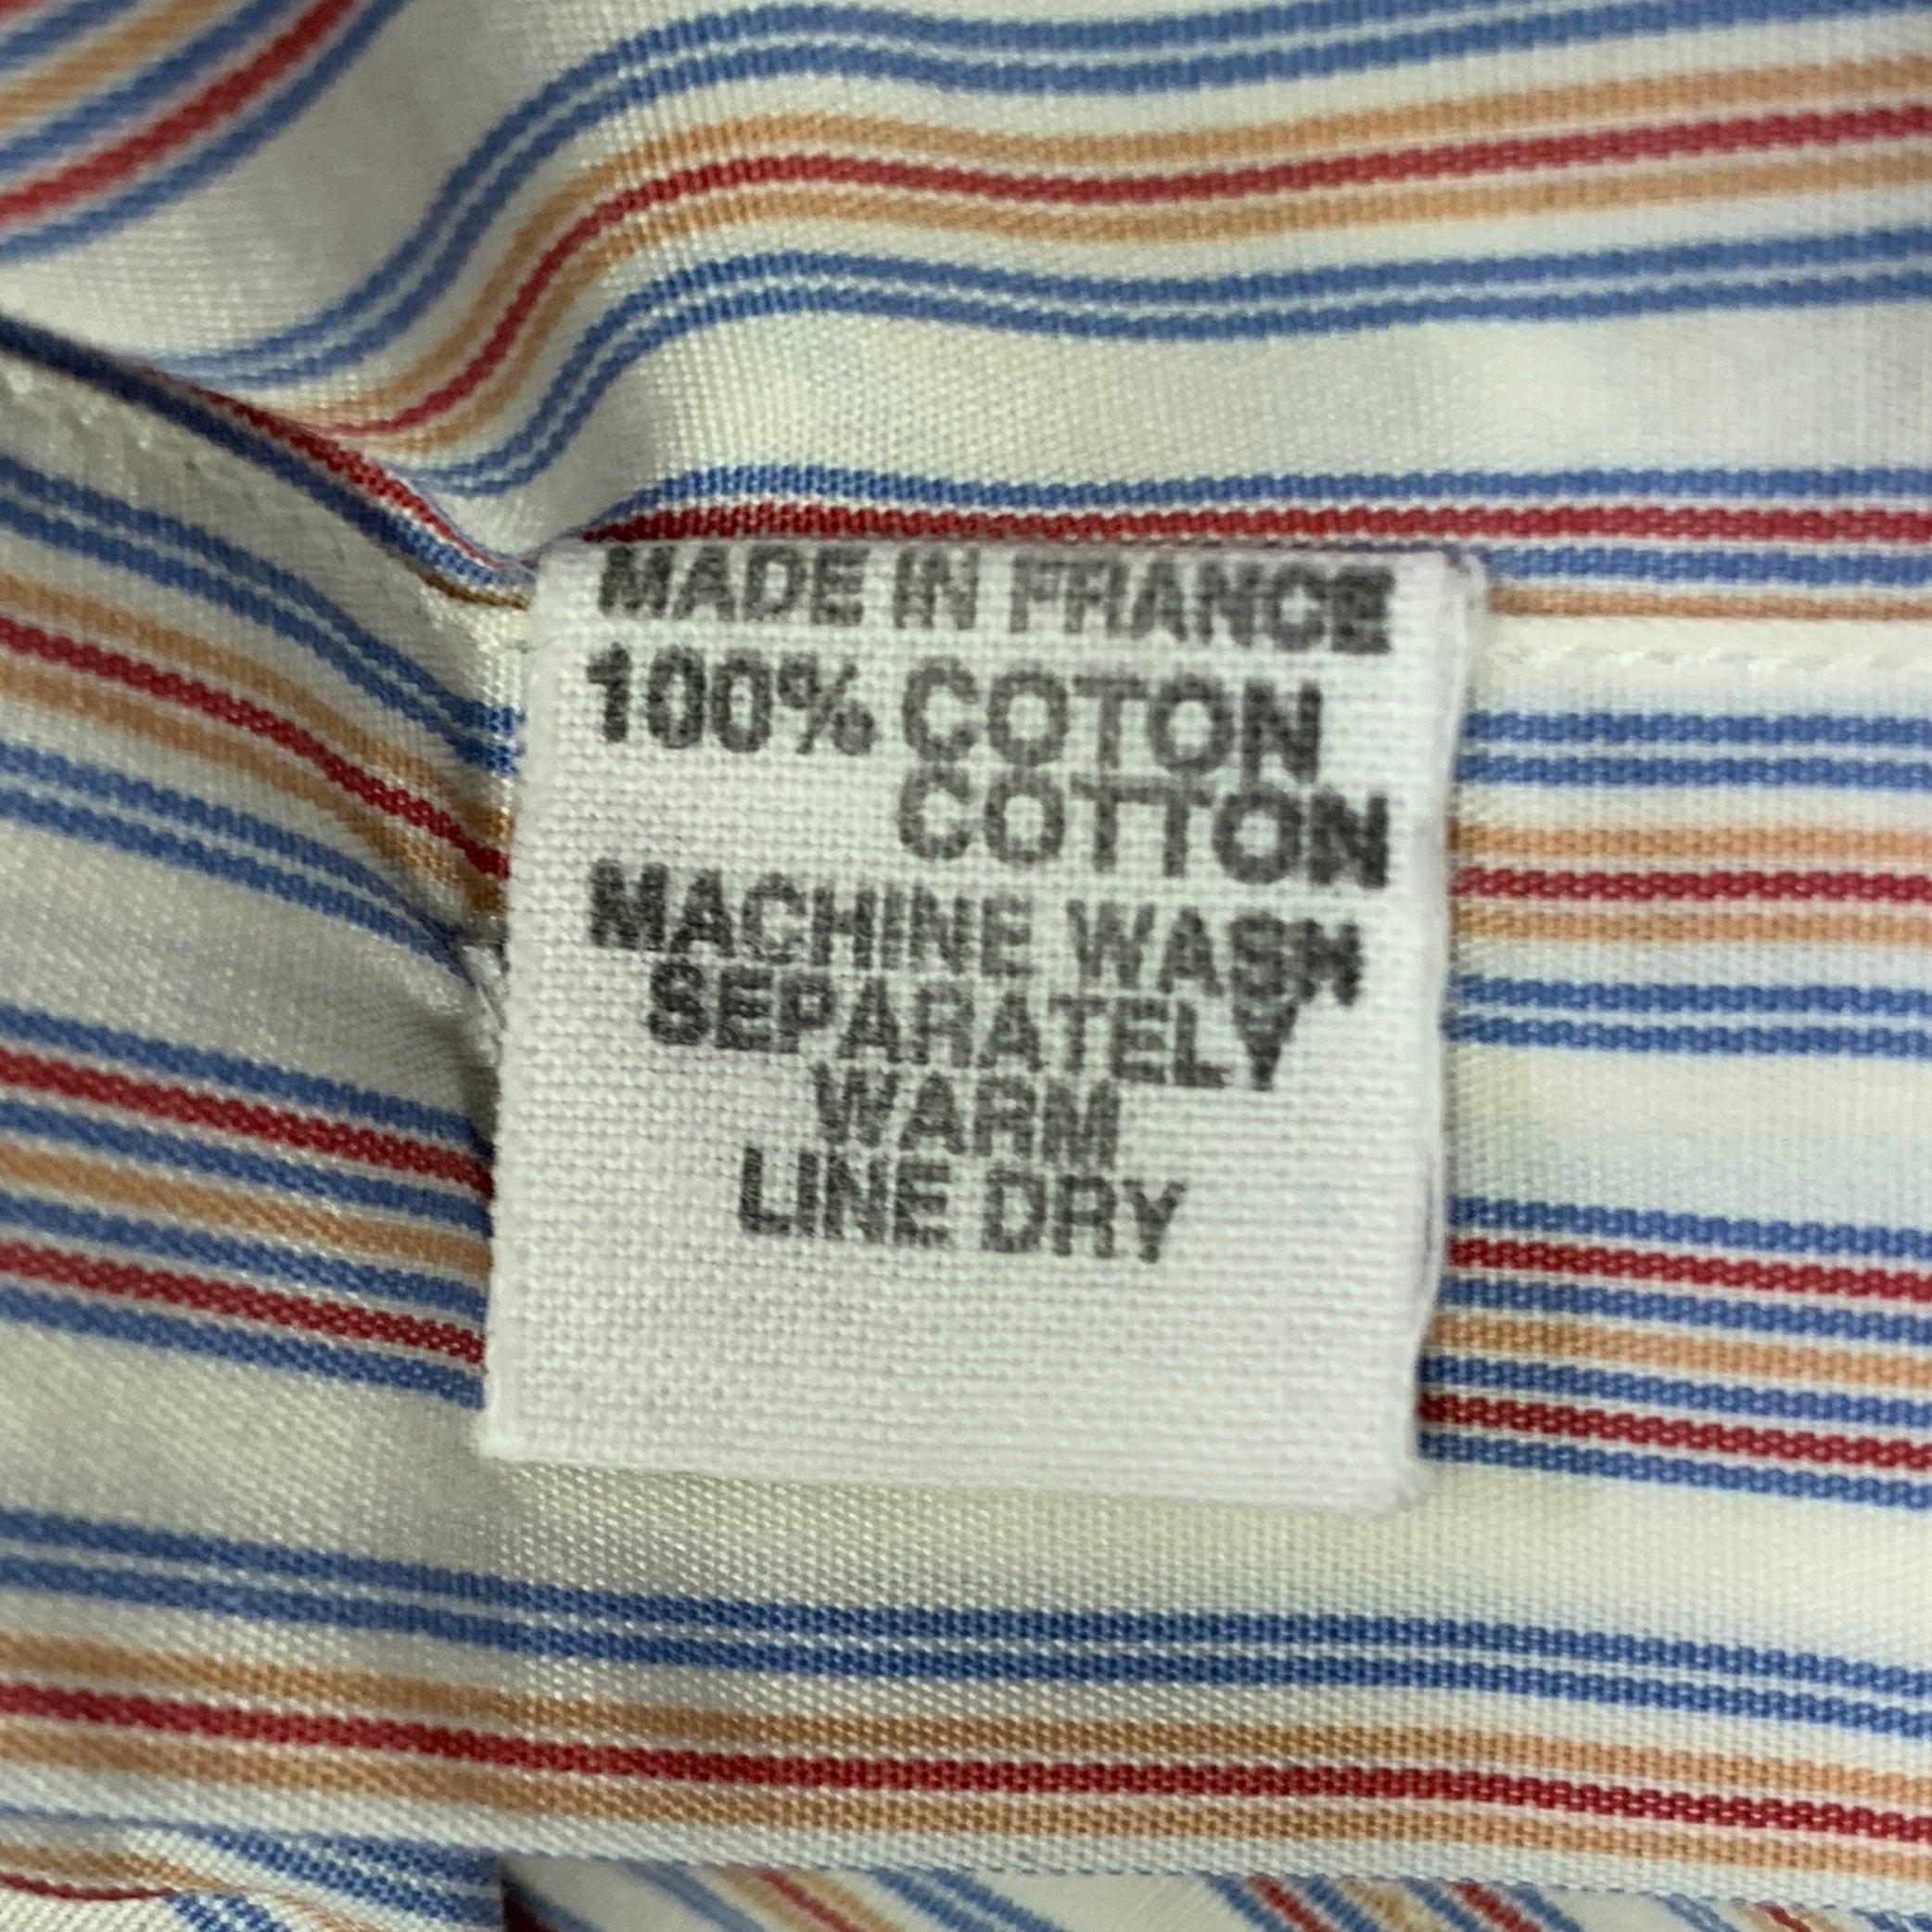 MADE IN FRANCE
100% COTON
COTTON
MACHINE WASH
SEPARATELY
WARM
LINE DRY